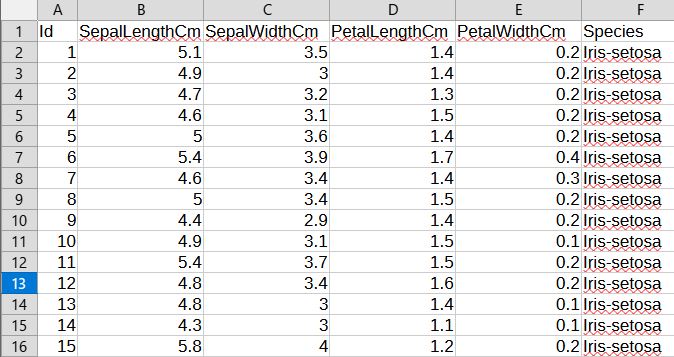 A B C D E F
1 Id SepalLengthCm SepalWidthCm PetalLengthCm PetalWidthCm Species
2 1 5.1 3.5 1.4 0.2 Iris-setosa
3 2 4.9 3 1.4 0.2 Iris-setosa
4 3 4.7 3.2 1.3 0.2 Iris-setosa
5 4 4.6 3.1 1.5 0.2 Iris-setosa
6 5 5 3.6 1.4 0.2 Iris-setosa
7 6 5.4 3.9 1.7 0.4 Iris-setosa
8 7 4.6 3.4 1.4 0.3 Iris-setosa
9 8 5 3.4 1.5 0.2 Iris-setosa
10 9 4.4 2.9 1.4 0.2 Iris-setosa
11 10 4.9 3.1 1.5 0.1 Iris-setosa
12 11 5.4 3.7 1.5 0.2 Iris-setosa
13 12 4.8 3.4 1.6 0.2 Iris-setosa
14 13 4.8 3 1.4 0.1 Iris-setosa
15 14 4.3 3 1.1 0.1 Iris-setosa
16 15 5.8 4 1.2 0.2 Iris-setosa